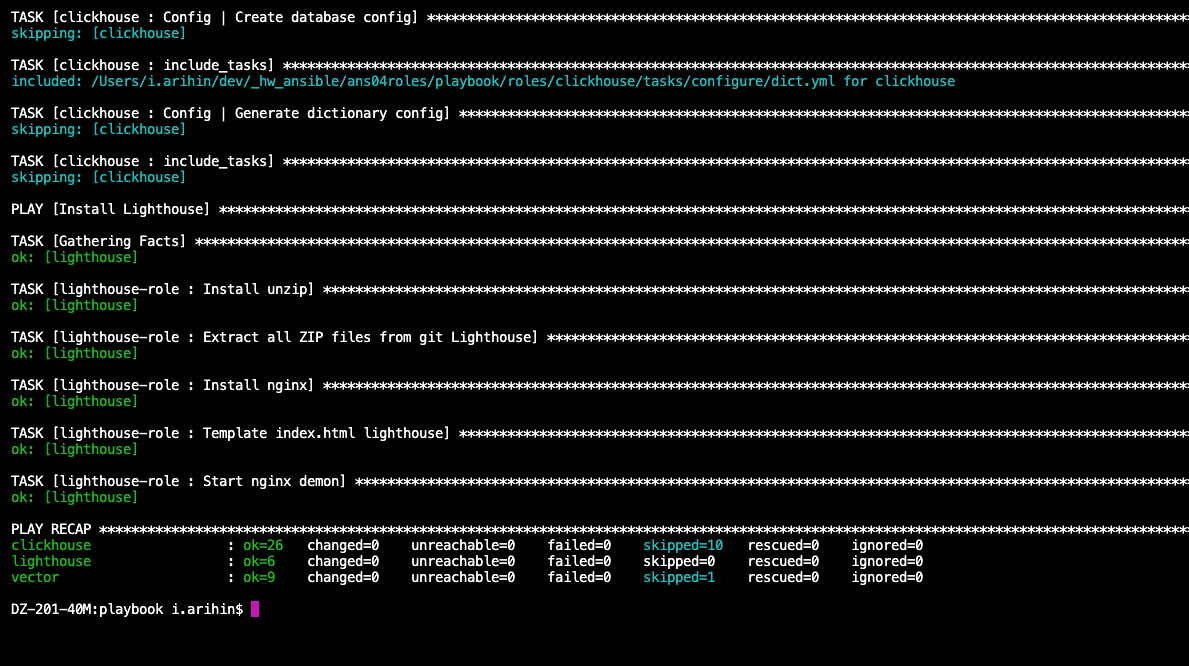 TASK [clickhouse : Config | Create database config] ************************************************************************************************
skipping: [clickhouse]
TASK [clickhouse : include_tasks] ******************************************************************************************************************
included: /Users/i.arihin/dev/_hw_ansible/ans04roles/playbook/roles/clickhouse/tasks/configure/dict.yml for clickhouse
TASK [clickhouse : Config | Generate dictionary config] ********************************************************************************************
skipping: [clickhouse]
TASK [clickhouse : include_tasks] ******************************************************************************************************************
skipping: [clickhouse]
PLAY [Install Lighthouse] **************************************************************************************************************************
TASK [Gathering Facts] *****************************************************************************************************************************
ok: [lighthouse]
TASK [lighthouse-role : Install unzip] *************************************************************************************************************
ok: [lighthouse]
TASK [lighthouse-role : Extract all ZIP files from git Lighthouse] *********************************************************************************
ok: [lighthouse]
TASK [lighthouse-role : Install nginx] *************************************************************************************************************
ok: [lighthouse]
TASK [lighthouse-role : Template index.html lighthouse] ********************************************************************************************
ok: [lighthouse]
TASK [lighthouse-role : Start nginx demon] *********************************************************************************************************
ok: [lighthouse]
PLAY RECAP *****************************************************************************************************************************************
clickhouse                 : ok=26   changed=0    unreachable=0    failed=0    skipped=10   rescued=0    ignored=0
lighthouse                 : ok=6    changed=0    unreachable=0    failed=0    skipped=0    rescued=0    ignored=0
vector                     : ok=9    changed=0    unreachable=0    failed=0    skipped=1    rescued=0    ignored=0
DZ-201-40M:playbook i.arihin$